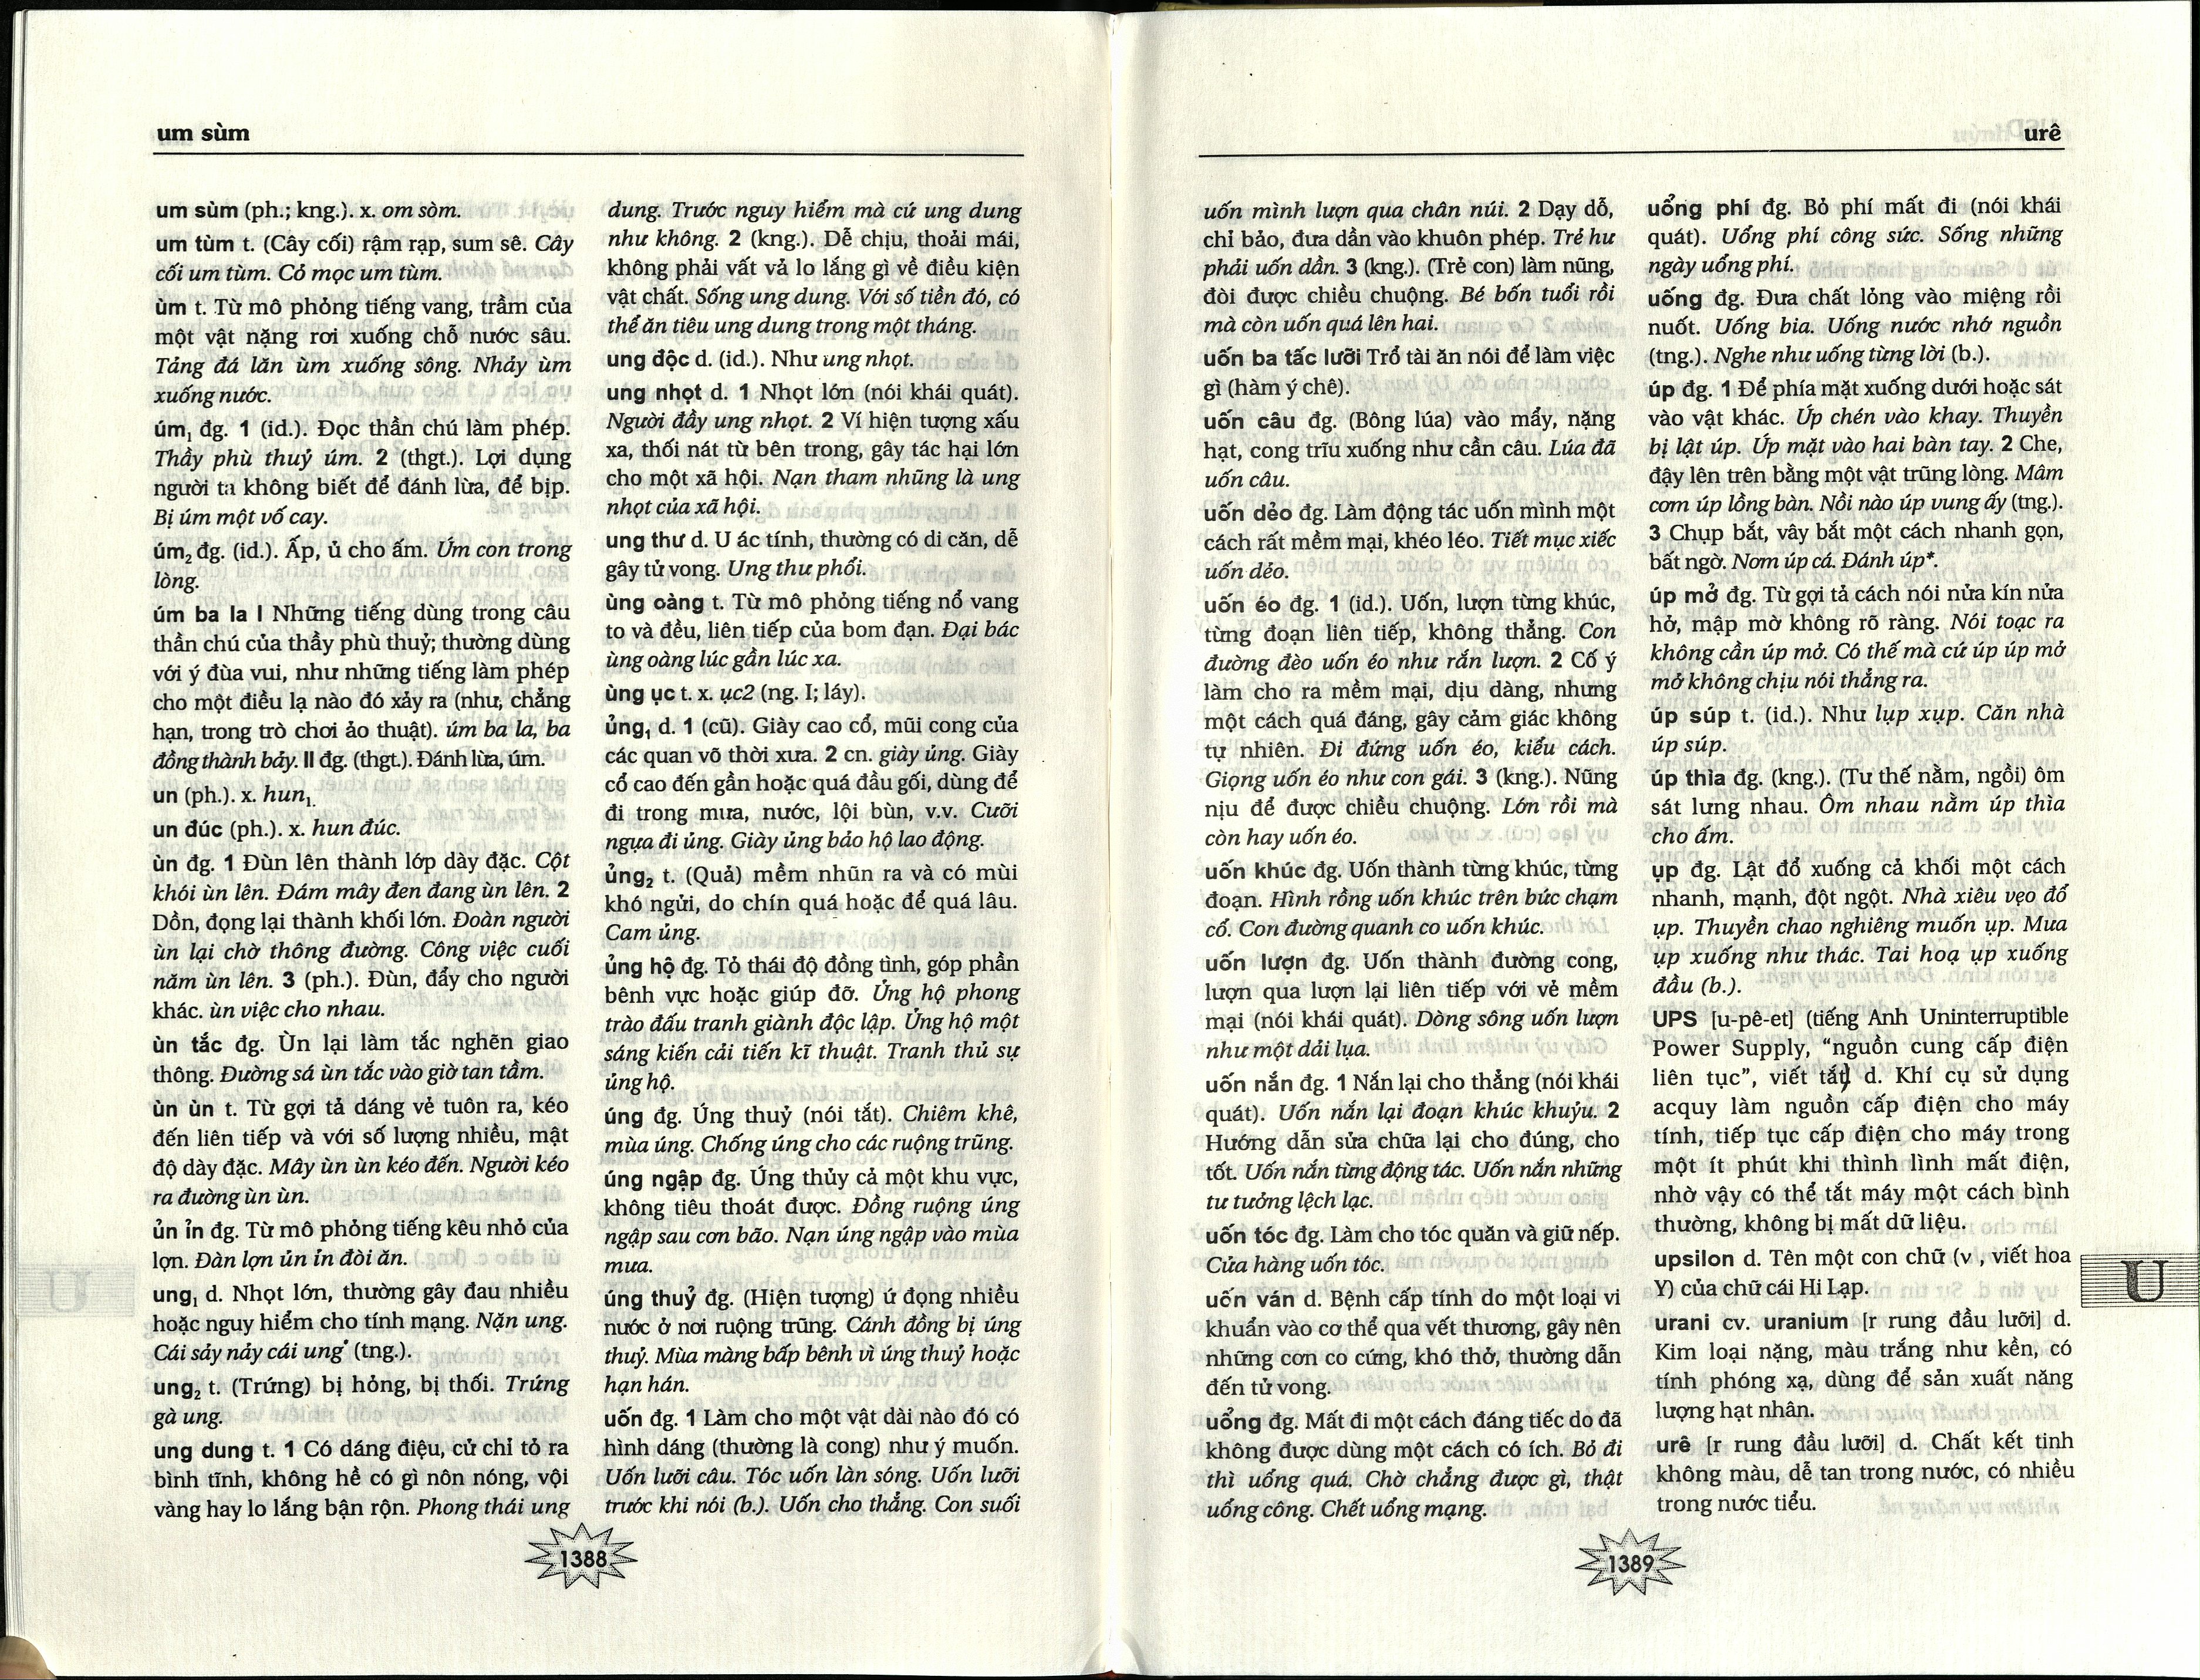 um sùm
um sùm (ph.; kng.). x. om sòm.
um tùm t. (Cây cối) rậm rạp, sum sê. Cây
cối um tùm. Cỏ mọc um tùm.
ùm t. Từ mô phỏng tiếng vang, trầm của
một vật nặng rơi xuống chỗ nước sâu.
Tảng đá lăn ùm xuống sông. Nhảy ùm
xuống nước.
úm₁ đg. 1 (id.). Đọc thần chú làm phép.
Thầy phù thuỷ úm. 2 (thgt.). Lợi dụng
người ta không biết để đánh lừa, để bịp.
Bị úm một vố cay.
úm₂ đg. (id.). Ấp, ủ cho ấm. Úm con trong
lòng.
úm ba la I Những tiếng dùng trong câu
thần chú của thầy phù thuỷ; thường dùng
với ý đùa vui, như những tiếng làm phép
cho một điều lạ nào đó xảy ra (như, chẳng
hạn, trong trò chơi ảo thuật). úm ba la, ba
đồng thành bảy. II đg. (thgt.). Đánh lừa, úm.
un (ph.). x. hun₁.
un đúc (ph.). x. hun đúc.
ùn đg. 1 Đùn lên thành lớp dày đặc. Cột
khói ùn lên. Đám mây đen đang ùn lên. 2
Dồn, đọng lại thành khối lớn. Đoàn người
ùn lại chờ thông đường. Công việc cuối
năm ùn lên. 3 (ph.). Đùn, đẩy cho người
khác. ùn việc cho nhau.
ùn tắc đg. Ùn lại làm tắc nghẽn giao
thông. Đường sá ùn tắc vào giờ tan tầm.
ùn ùn t. Từ gợi tả dáng vẻ tuôn ra, kéo
đến liên tiếp và với số lượng nhiều, mật
độ dày đặc. Mây ùn ùn kéo đến. Người kéo
ra đường ùn ùn.
ủn ỉn đg. Từ mô phỏng tiếng kêu nhỏ của
lợn. Đàn lợn ủn ỉn đòi ăn.
ung₁ d. Nhọt lớn, thường gây đau nhiều
hoặc nguy hiểm cho tính mạng. Nặn ung.
Cái sảy nảy cái ung (tng.).
ung₂ t. (Trứng) bị hỏng, bị thối. Trứng
gà ung.
ung dung t. 1 Có dáng điệu, cử chỉ tỏ ra
bình tĩnh, không hề có gì nôn nóng, vội
vàng hay lo lắng bận rộn. Phong thái ung
dung. Trước nguy hiểm mà cứ ung dung
như không. 2 (kng.). Dễ chịu, thoải mái,
không phải vất vả lo lắng gì về điều kiện
vật chất. Sống ung dung. Với số tiền đó, có
thể ăn tiêu ung dung trong một tháng.
ung độc d. (id.). Như ung nhọt.
ung nhọt d. 1 Nhọt lớn (nói khái quát).
Người đầy ung nhọt. 2 Ví hiện tượng xấu
xa, thối nát từ bên trong, gây tác hại lớn
cho một xã hội. Nạn tham nhũng là ung
nhọt của xã hội.
ung thư d. U ác tính, thường có di căn, dễ
gây tử vong. Ung thư phổi.
ùng oàng t. Từ mô phỏng tiếng nổ vang
to và đều, liên tiếp của bom đạn. Đại bác
ùng oàng lúc gần lúc xa.
ùng ục t. x. ục2 (ng. I; láy).
ủng₁ d. 1 (cũ). Giày cao cổ, mũi cong của
các quan võ thời xưa. 2 cn. giày ủng. Giày
cổ cao đến gần hoặc quá đầu gối, dùng để
đi trong mưa, nước, lội bùn, v.v. Cưỡi
ngựa đi ủng. Giày ủng bảo hộ lao động.
ủng₂ t. (Quả) mềm nhũn ra và có mùi
khó ngửi, do chín quá hoặc để quá lâu.
Cam ủng.
ủng hộ đg. Tỏ thái độ đồng tình, góp phần
bênh vực hoặc giúp đỡ. Ủng hộ phong
trào đấu tranh giành độc lập. Ủng hộ một
sáng kiến cải tiến kĩ thuật. Tranh thủ sự
ủng hộ.
úng đg. Úng thuỷ (nói tắt). Chiêm khê,
mùa úng. Chống úng cho các ruộng trũng.
úng ngập đg. Úng thủy cả một khu vực,
không tiêu thoát được. Đồng ruộng úng
ngập sau cơn bão. Nạn úng ngập vào mùa
mưa.
úng thuỷ đg. (Hiện tượng) ứ đọng nhiều
nước ở nơi ruộng trũng. Cánh đồng bị úng
thuỷ. Mùa màng bấp bênh vì úng thuỷ hoặc
hạn hán.
uốn đg. 1 Làm cho một vật dài nào đó có
hình dáng (thường là cong) như ý muốn.
Uốn lưỡi câu. Tóc uốn làn sóng. Uốn lưỡi
trước khi nói (b.). Uốn cho thẳng. Con suối
1388
urê
uốn mình lượn qua chân núi. 2 Dạy dỗ,
chỉ bảo, đưa dần vào khuôn phép. Trẻ hư
phải uốn dần. 3 (kng.). (Trẻ con) làm nũng,
đòi được chiều chuộng. Bé bốn tuổi rồi
mà còn uốn quá lên hai.
uốn ba tấc lưỡi Trổ tài ăn nói để làm việc
gì (hàm ý chê).
uốn câu đg. (Bông lúa) vào mẩy, nặng
hạt, cong trĩu xuống như cần câu. Lúa đã
uốn câu.
uốn dẻo đg. Làm động tác uốn mình một
cách rất mềm mại, khéo léo. Tiết mục xiếc
uốn dẻo.
uốn éo đg. 1 (id.). Uốn, lượn từng khúc,
từng đoạn liên tiếp, không thẳng. Con
đường đèo uốn éo như rắn lượn. 2 Cố ý
làm cho ra mềm mại, dịu dàng, nhưng
một cách quá đáng, gây cảm giác không
tự nhiên. Đi đứng uốn éo, kiểu cách.
Giọng uốn éo như con gái. 3 (kng.). Nũng
nịu để được chiều chuộng. Lớn rồi mà
còn hay uốn éo.
uốn khúc đg. Uốn thành từng khúc, từng
đoạn. Hình rồng uốn khúc trên bức chạm
cổ. Con đường quanh co uốn khúc.
uốn lượn đg. Uốn thành đường cong,
lượn qua lượn lại liên tiếp với vẻ mềm
mại (nói khái quát). Dòng sông uốn lượn
như một dải lụa.
uốn nắn đg. 1 Nắn lại cho thẳng (nói khái
quát). Uốn nắn lại đoạn khúc khuỷu. 2
Hướng dẫn sửa chữa lại cho đúng, cho
tốt. Uốn nắn từng động tác. Uốn nắn những
tư tưởng lệch lạc.
uốn tóc đg. Làm cho tóc quăn và giữ nếp.
Cửa hàng uốn tóc.
uốn ván d. Bệnh cấp tính do một loại vi
khuẩn vào cơ thể qua vết thương, gây nên
những cơn co cứng, khó thở, thường dẫn
đến tử vong.
uổng đg. Mất đi một cách đáng tiếc do đã
không được dùng một cách có ích. Bỏ đi
thì uổng quá. Chờ chẳng được gì, thật
uổng công. Chết uổng mạng.
uổng phí đg. Bỏ phí mất đi (nói khái
quát). Uổng phí công sức. Sống những
ngày uổng phí.
uống đg. Đưa chất lỏng vào miệng rồi
nuốt. Uống bia. Uống nước nhớ nguồn
(tng.). Nghe như uống từng lời (b.).
úp đg. 1 Để phía mặt xuống dưới hoặc sát
vào vật khác. Úp chén vào khay. Thuyền
bị lật úp. Úp mặt vào hai bàn tay. 2 Che,
đậy lên trên bằng một vật trũng lòng. Mâm
cơm úp lồng bàn. Nồi nào úp vung ấy (tng.).
3 Chụp bắt, vây bắt một cách nhanh gọn,
bất ngờ. Nơm úp cá. Đánh úp*.
úp mở đg. Từ gợi tả cách nói nửa kín nửa
hở, mập mờ không rõ ràng. Nói toạc ra
không cần úp mở. Có thế mà cứ úp úp mở
mở không chịu nói thẳng ra.
úp súp t. (id.). Như lụp xụp. Căn nhà
úp súp.
úp thìa đg. (kng.). (Tư thế nằm, ngồi) ôm
sát lưng nhau. Ôm nhau nằm úp thìa
cho ấm.
ụp đg. Lật đổ xuống cả khối một cách
nhanh, mạnh, đột ngột. Nhà xiêu vẹo đổ
ụp. Thuyền chao nghiêng muốn ụp. Mưa
ụp xuống như thác. Tai hoạ ụp xuống
đầu (b.).
UPS [u-pê-et] (tiếng Anh Uninterruptible
Power Supply, “nguồn cung cấp điện
liên tục”, viết tắt) d. Khí cụ sử dụng
acquy làm nguồn cấp điện cho máy
tính, tiếp tục cấp điện cho máy trong
một ít phút khi thình lình mất điện,
nhờ vậy có thể tắt máy một cách bình
thường, không bị mất dữ liệu.
upsilon d. Tên một con chữ (ν, viết hoa
Y) của chữ cái Hi Lạp.
urani cv. uranium [r rung đầu lưỡi] d.
Kim loại nặng, màu trắng như kền, có
tính phóng xạ, dùng để sản xuất năng
lượng hạt nhân.
urê [r rung đầu lưỡi] d. Chất kết tinh
không màu, dễ tan trong nước, có nhiều
trong nước tiểu.
U
1389